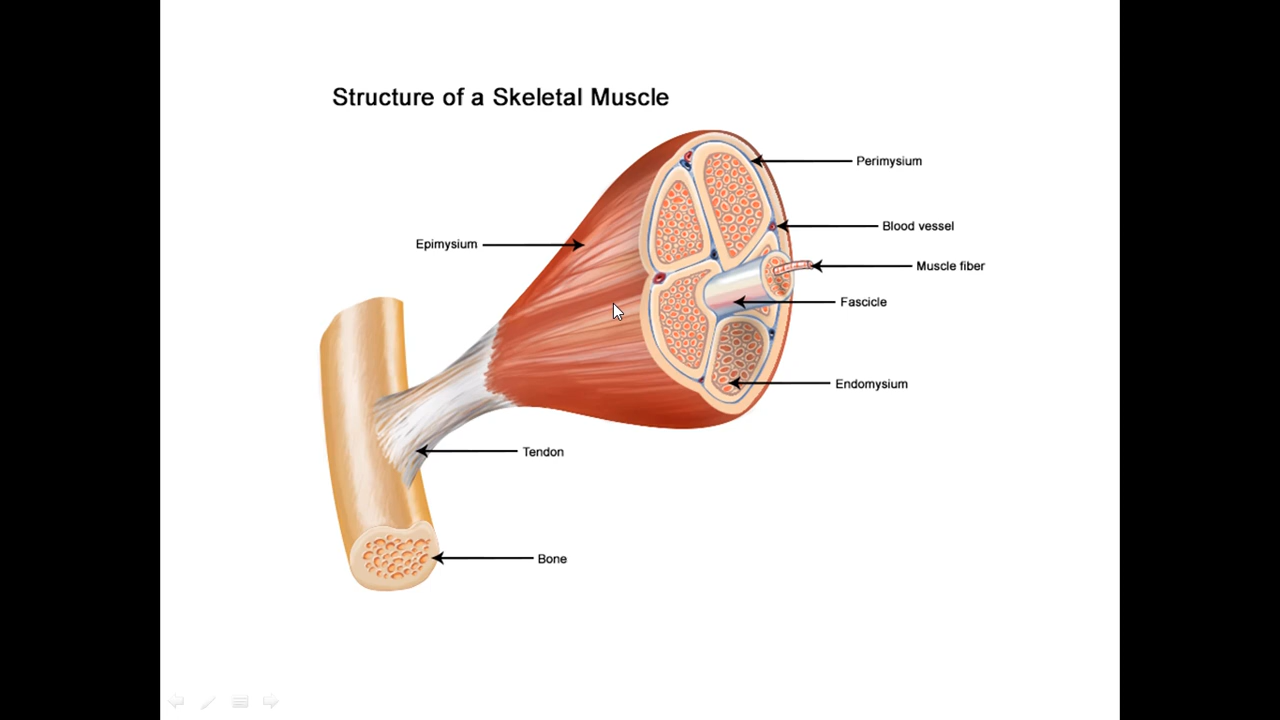 Structure of a Skeletal Muscle
Perimysium
Blood vessel
Epimysium
Muscle fiber
Fascicle
Endomysium
Tendon
Bone